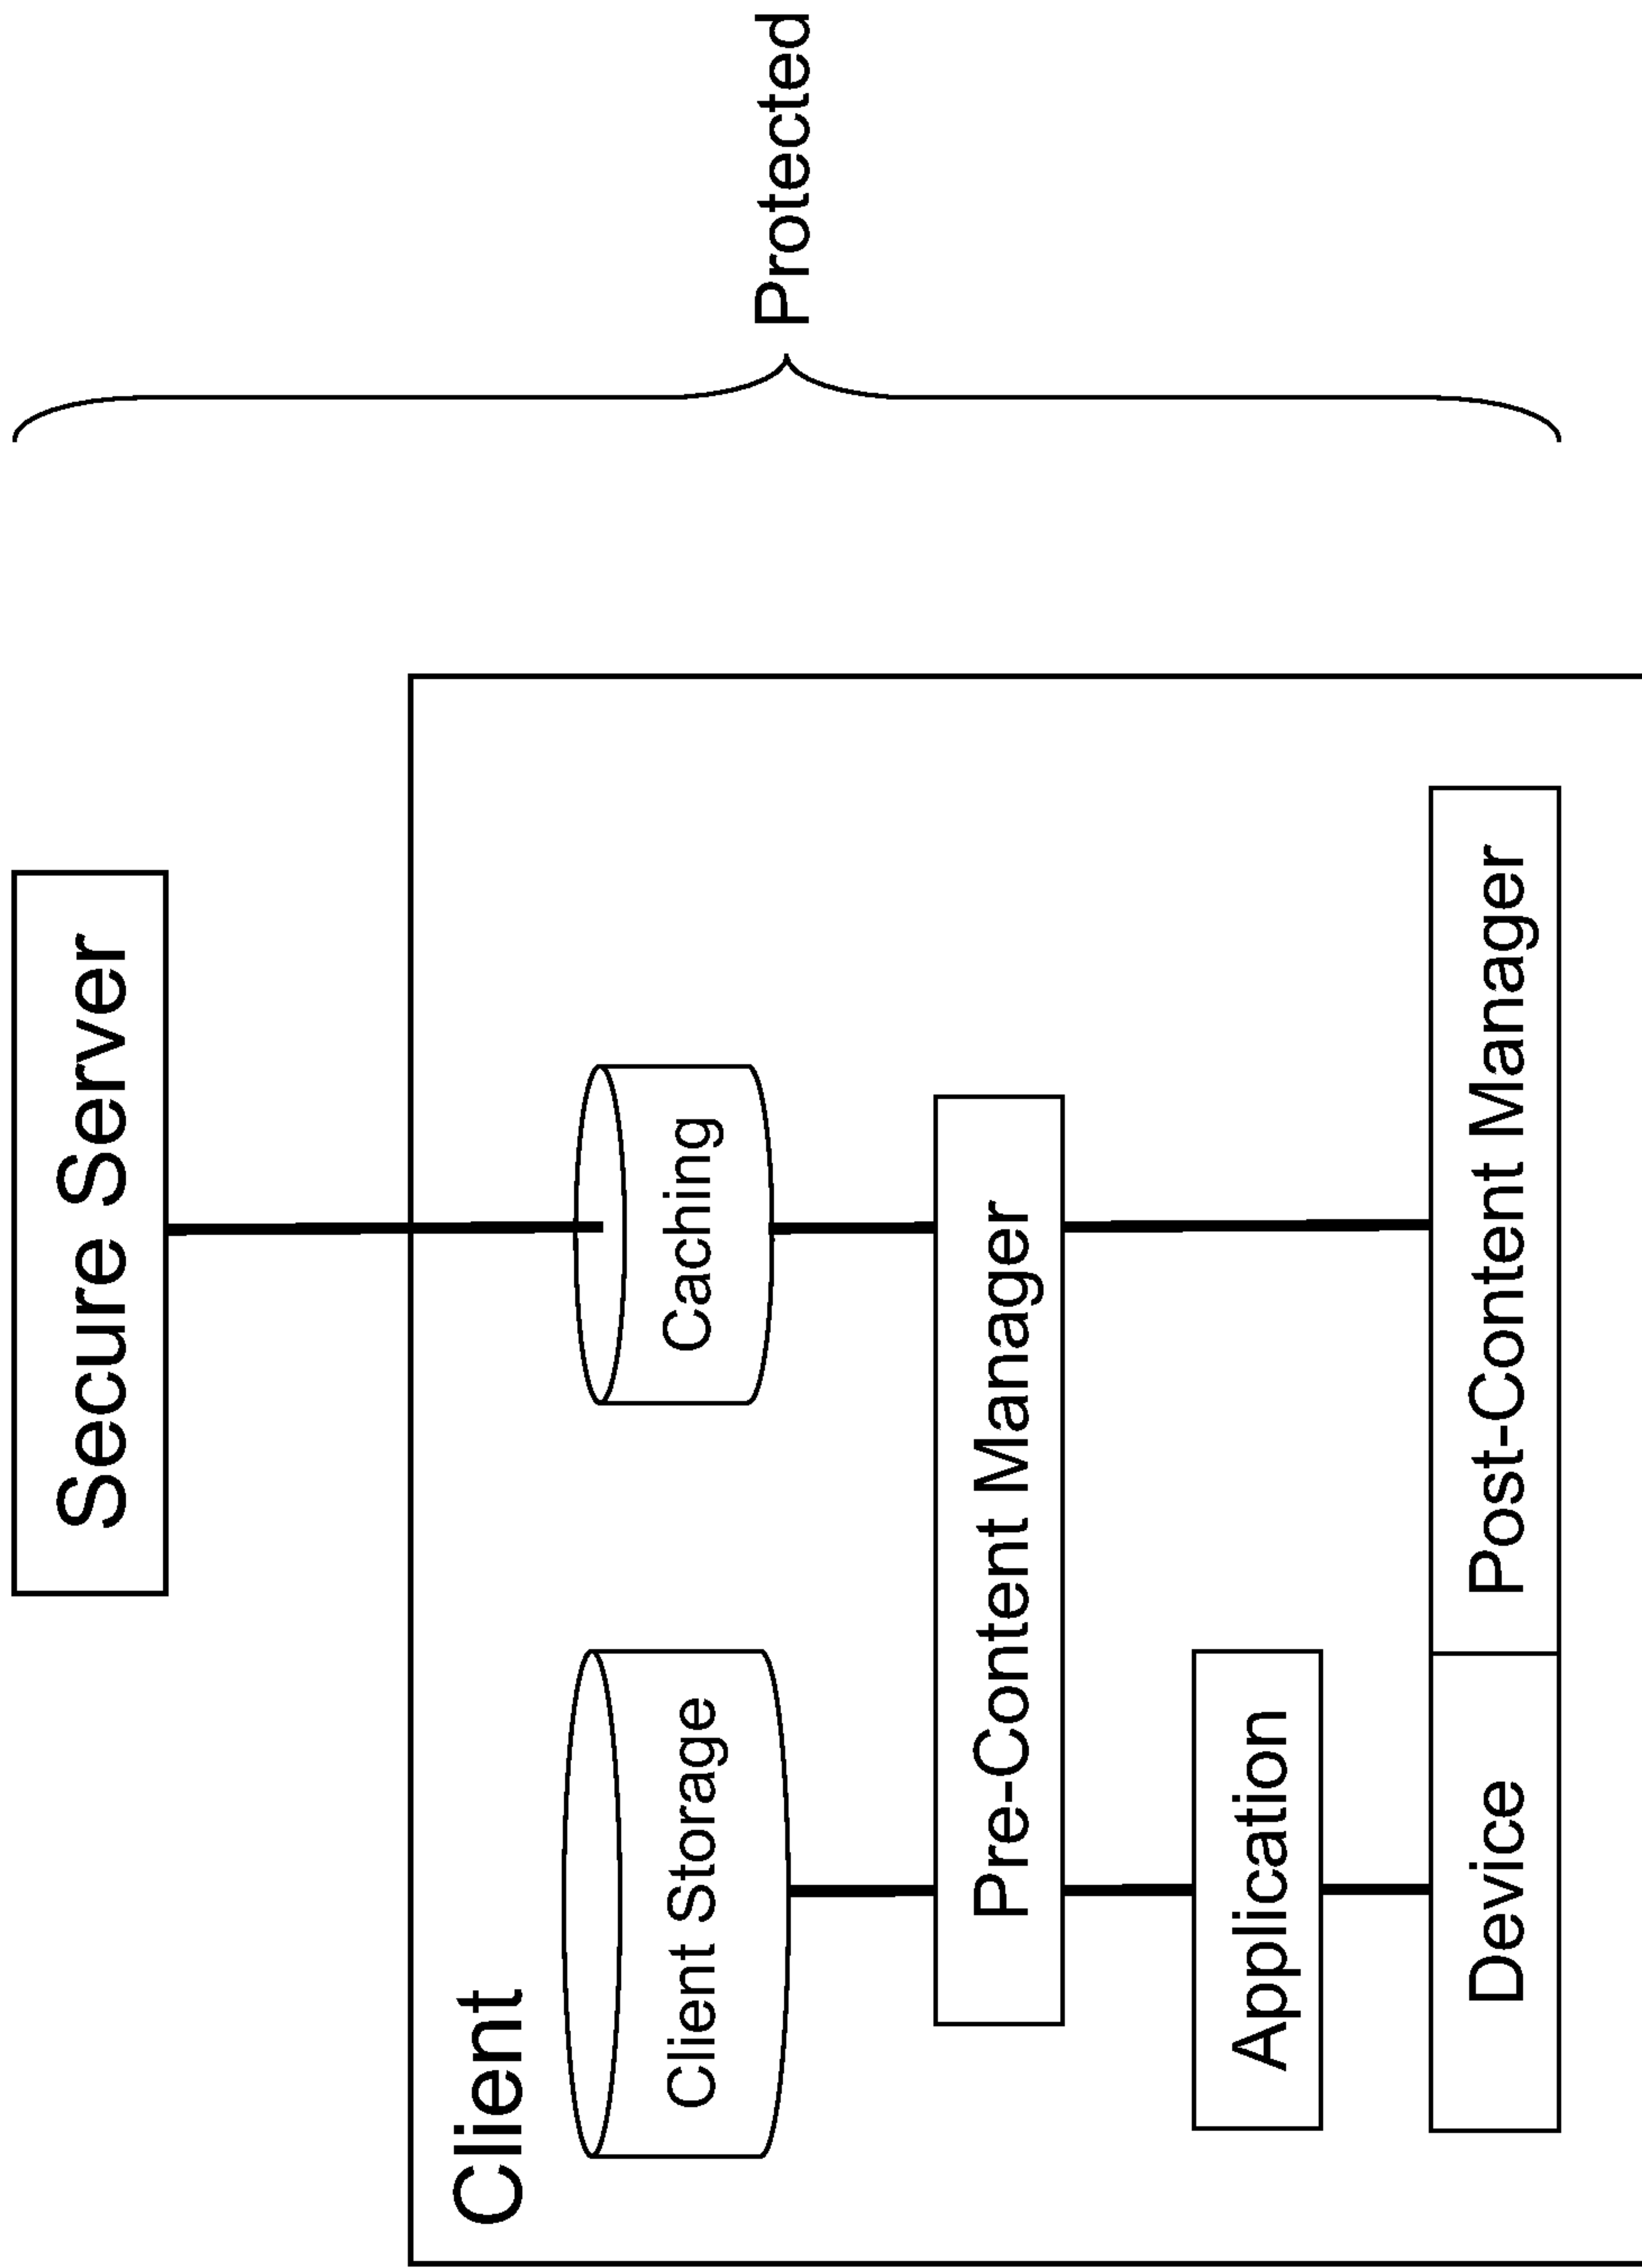 Secure Server
Client
Client Storage
Caching
Protected
Pre-Content Manager
Application
Device
Post-Content Manager